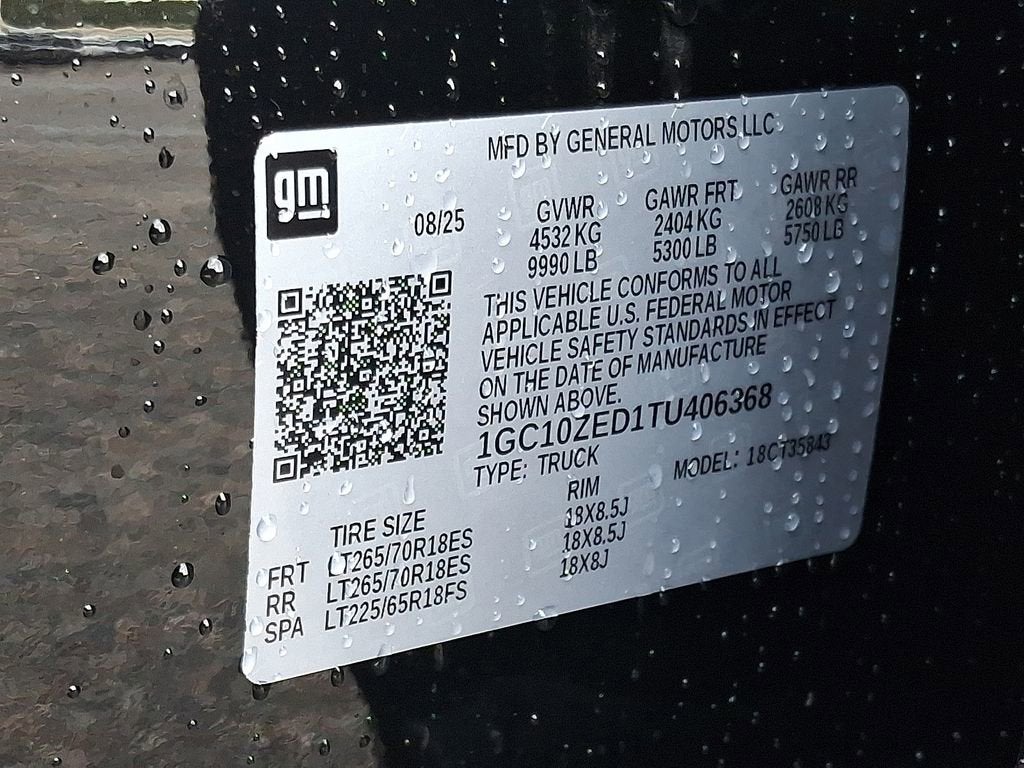 MFD BY GENERAL MOTORS LLC
gm
08/25 GVWR GAWR FRT GAWR RR
4532 KG 2404 KG 2608 KG
9990 LB 5300 LB 5750 LB
THIS VEHICLE CONFORMS TO ALL
APPLICABLE U.S. FEDERAL MOTOR
VEHICLE SAFETY STANDARDS IN EFFECT
ON THE DATE OF MANUFACTURE
SHOWN ABOVE.
1GC10ZED1TU406368
TYPE: TRUCK MODEL: 18CT35843
TIRE SIZE RIM
FRT LT265/70R18ES 18X8.5J
RR LT265/70R18ES 18X8.5J
SPA LT225/65R18FS 18X8J